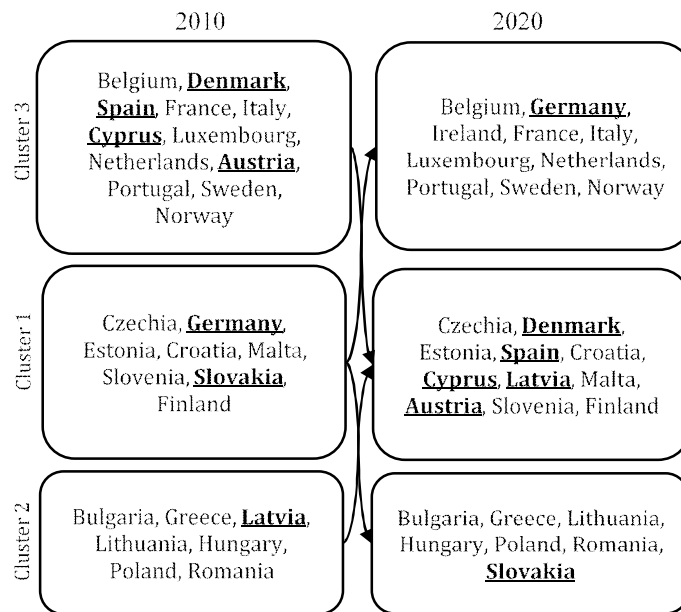 2010
2020
Cluster 3
Belgium, Denmark,
Spain, France, Italy,
Cyprus, Luxembourg,
Netherlands, Austria,
Portugal, Sweden,
Norway
Belgium, Germany,
Ireland, France, Italy,
Luxembourg, Netherlands,
Portugal, Sweden, Norway
Cluster 1
Czechia, Germany,
Estonia, Croatia, Malta,
Slovenia, Slovakia,
Finland
Czechia, Denmark,
Estonia, Spain, Croatia,
Cyprus, Latvia, Malta,
Austria, Slovenia, Finland
Cluster 2
Bulgaria, Greece, Latvia,
Lithuania, Hungary,
Poland, Romania
Bulgaria, Greece, Lithuania,
Hungary, Poland, Romania,
Slovakia